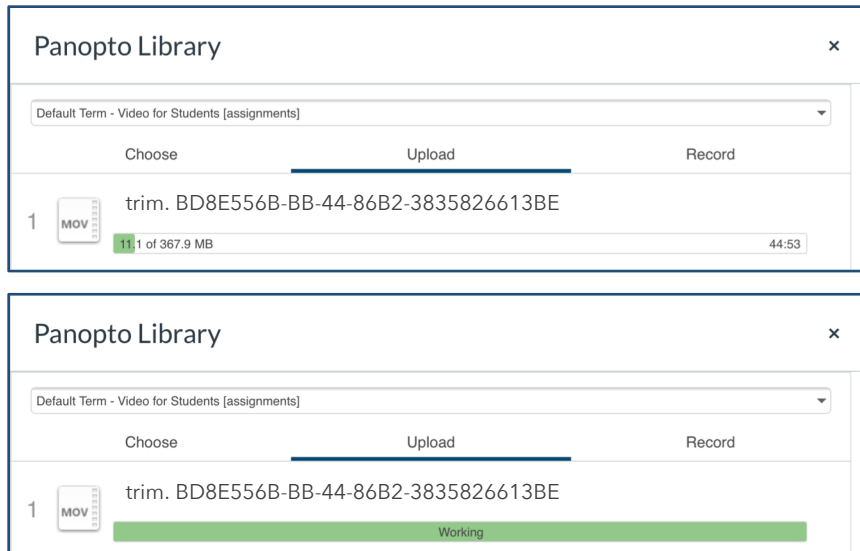 Panopto Library ×
Default Term - Video for Students [assignments]
Choose Upload Record
trim. BD8E556B-BB-44-86B2-3835826613BE
1 MOV
11.1 of 367.9 MB 44:53
Panopto Library ×
Default Term - Video for Students [assignments]
Choose Upload Record
trim. BD8E556B-BB-44-86B2-3835826613BE
1 MOV
Working